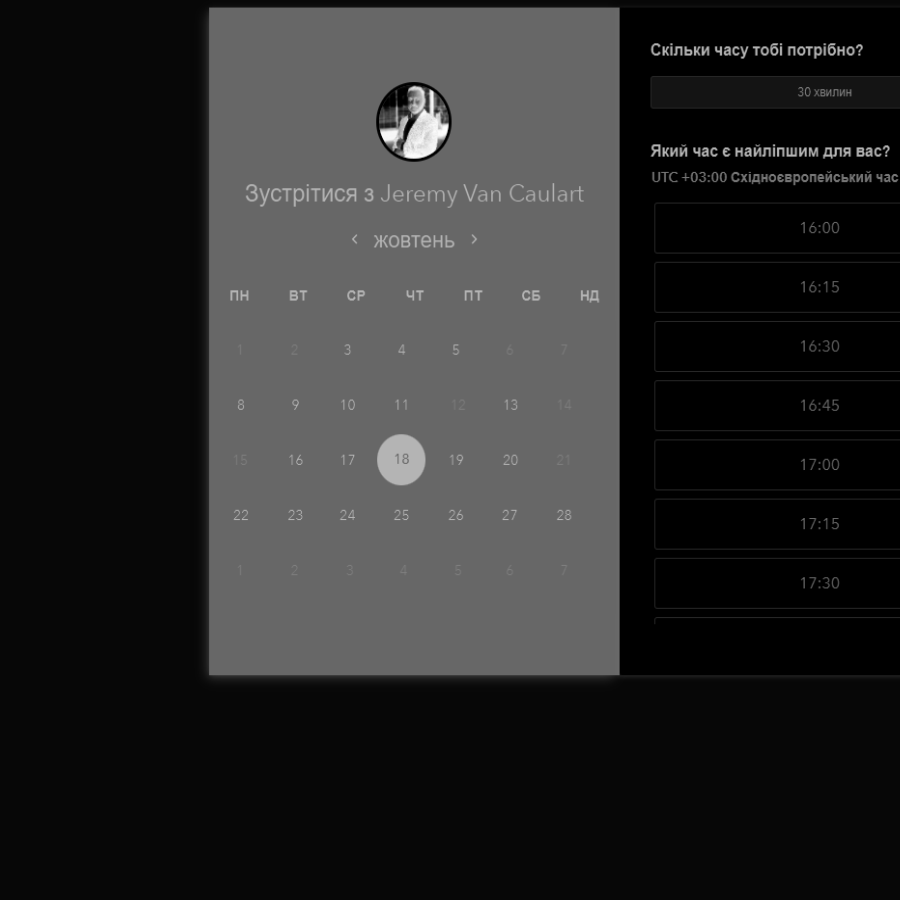 Зустрітися з Jeremy Van Caulart
жовтень
ПН ВТ СР ЧТ ПТ СБ НД
1 2 3 4 5 6 7
8 9 10 11 12 13 14
15 16 17 18 19 20 21
22 23 24 25 26 27 28
1 2 3 4 5 6 7
Скільки часу тобі потрібно?
30 хвилин
Який час є найліпшим для вас?
UTC +03:00 Східноєвропейський час
16:00
16:15
16:30
16:45
17:00
17:15
17:30